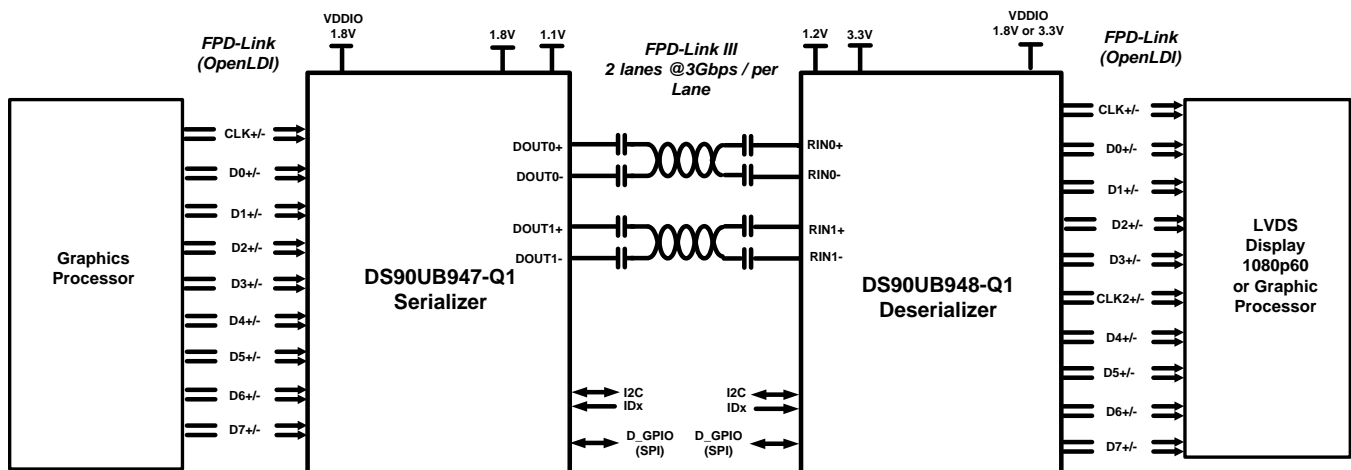 FPD-Link
(OpenLDI)
VDDIO
1.8V
1.8V
1.1V
FPD-Link III
2 lanes @3Gbps / per
Lane
1.2V
3.3V
VDDIO
1.8V or 3.3V
FPD-Link
(OpenLDI)
Graphics
Processor
CLK+/-
D0+/-
D1+/-
D2+/-
D3+/-
D4+/-
D5+/-
D6+/-
D7+/-
DS90UB947-Q1
Serializer
DOUT0+
DOUT0-
DOUT1+
DOUT1-
I2C
IDx
D_GPIO
(SPI)
RIN0+
RIN0-
RIN1+
RIN1-
I2C
IDx
D_GPIO
(SPI)
DS90UB948-Q1
Deserializer
CLK+/-
D0+/-
D1+/-
D2+/-
D3+/-
CLK2+/-
D4+/-
D5+/-
D6+/-
D7+/-
LVDS
Display
1080p60
or Graphic
Processor